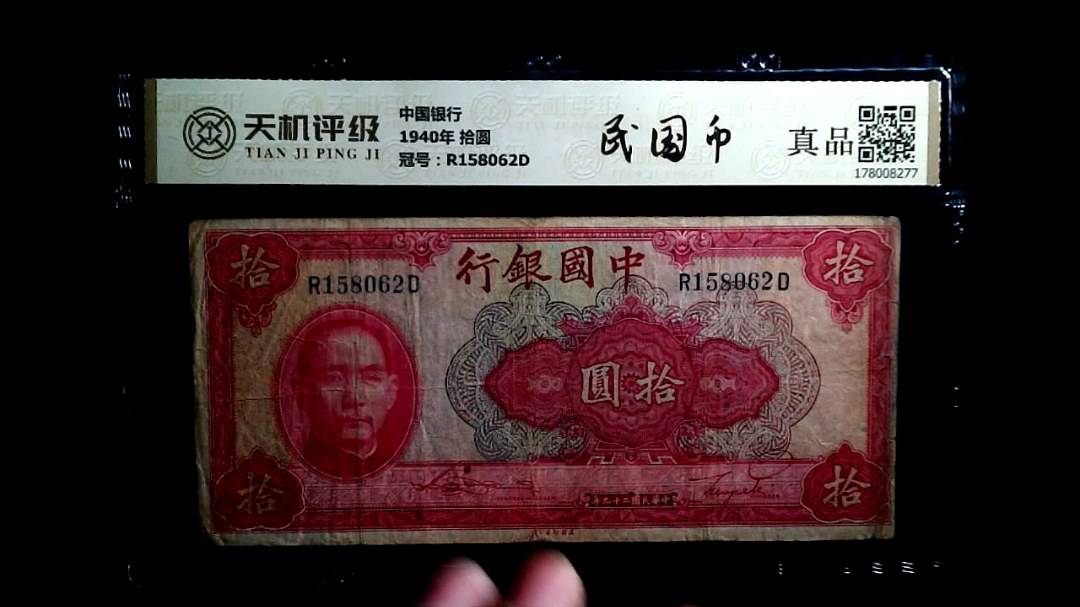 天机评级
TIAN JI PING JI
中国银行
1940年 拾圆
冠号：R158062D
民国币
真品
178008277
行銀國中
拾
拾
R158062D
R158062D
圓拾
拾
拾